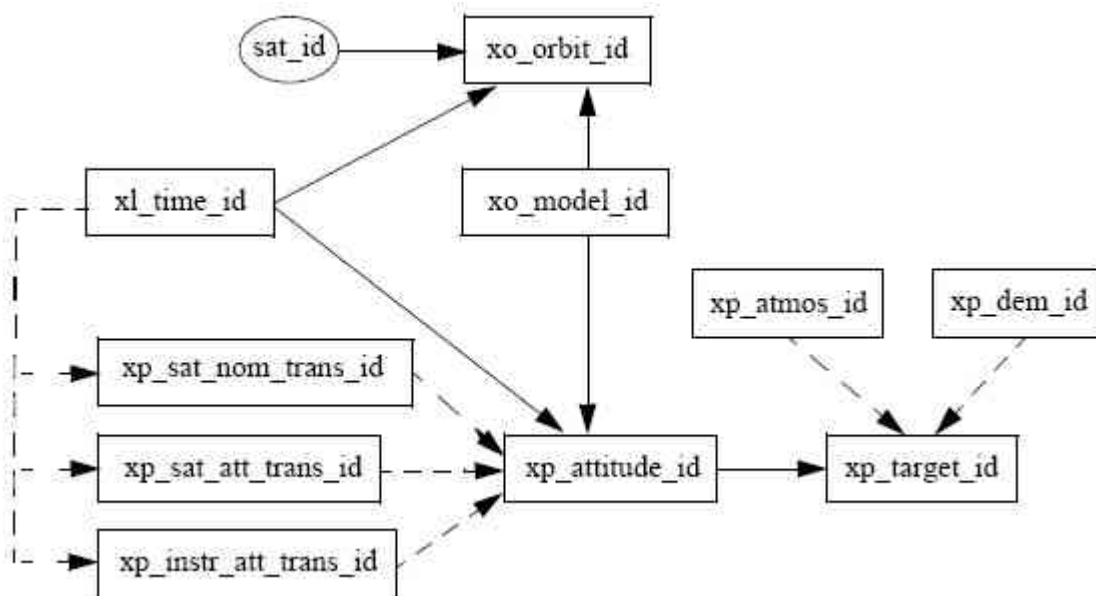 sat_id
xo_orbit_id
xl_time_id
xo_model_id
xp_atmos_id
xp_dem_id
xp_sat_nom_trans_id
xp_sat_att_trans_id
xp_attitude_id
xp_target_id
xp_instr_att_trans_id